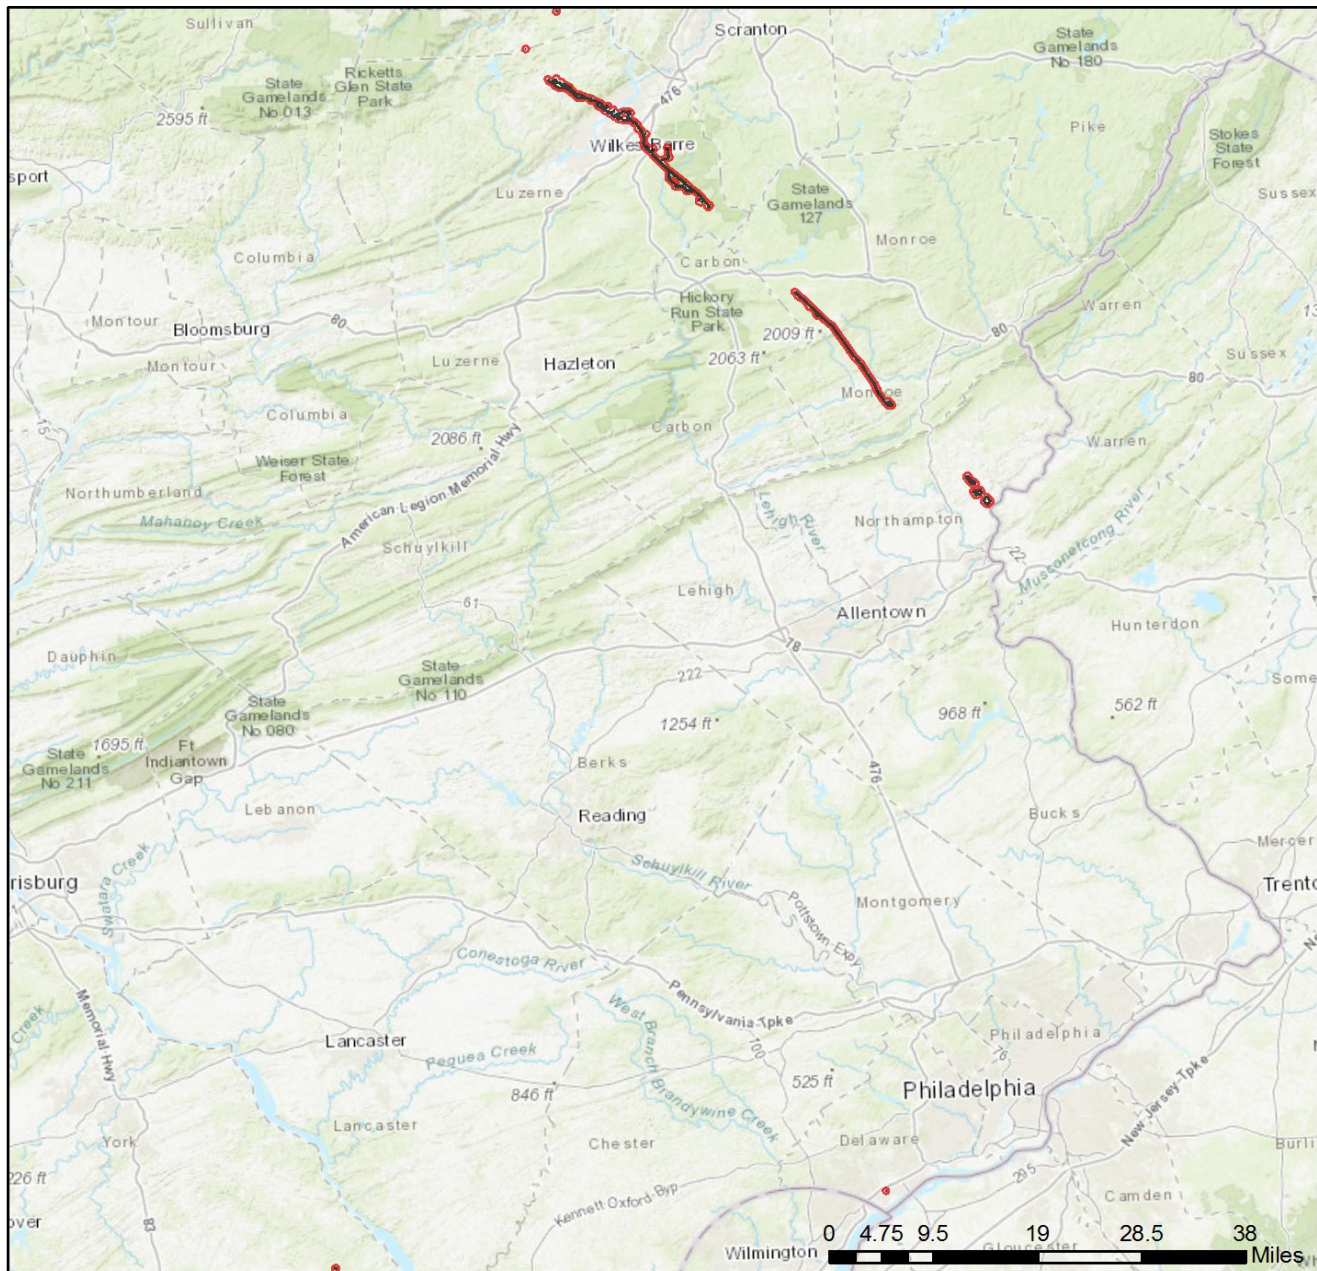 Sullivan
Scranton
State
Gamelands
No 180
Ricketts
Glen State
Park
State
Gamelands
No 013
476
2595 ft
Pike
Stokes
State
Forest
Wilkes-Barre
sport
Luzerne
State
Gamelands
127
Sussex
Monroe
Columbia
Carbon
Hickory
Run State
Park
Warren
Montour
Bloomsburg
80
2009 ft
80
Luzerne
Hazleton
2063 ft
Sussex
Montour
80
Monroe
Columbia
15
2086 ft
Carbon
Warren
Weiser State
Forest
American Legion Memorial Hwy
Northumberland
Mahanoy Creek
Lehigh
River
Northampton
Schuylkill
22
Musconetcong River
Lehigh
61
Allentown
Hunterdon
78
Dauphin
State
Gamelands
No 110
222
Some
State
Gamelands
No 080
1254 ft
968 ft
562 ft
1695 ft
Ft
Indiantown
Gap
State
Gamelands
No 211
Berks
476
Lebanon
Reading
Bucks
Mercer
Swatara Creek
risburg
Schuylkill River
Trento
Pottstown Expy
Montgomery
Conestoga River
Memorial Hwy
Pennsylvania Tpke
West Branch Brandywine Creek
Creek
Lancaster
Pequea Creek
100
76
Philadelphia
525 ft
846 ft
Philadelphia
New Jersey Tpke
Lancaster
York
Chester
Delaware
Burli
226 ft
295
Kennett Oxford Byp
Camden
over
83
0 4.75 9.5 19 28.5 38
Miles
Wilmington
Gloucester